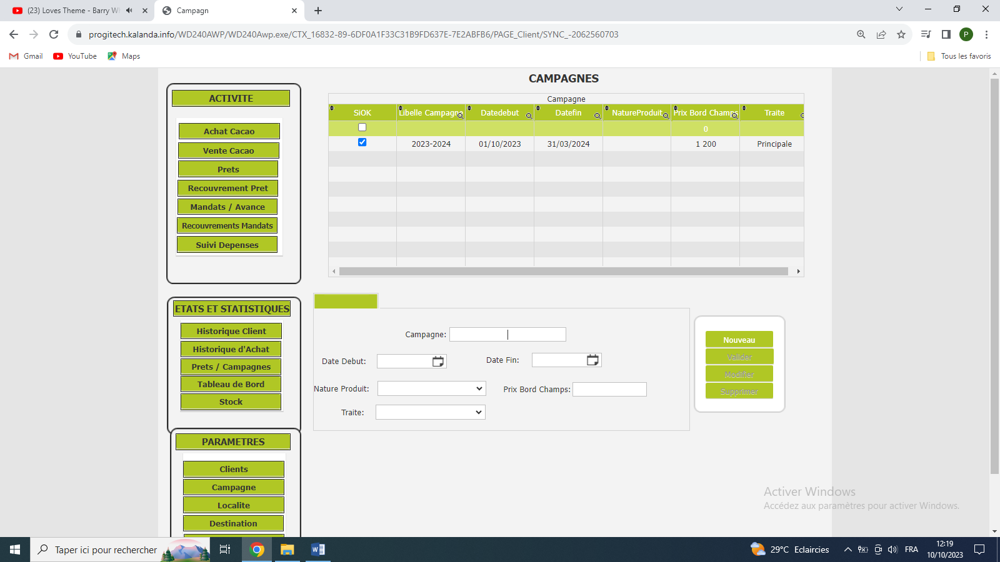 (23) Loves Theme - Barry W
Campagn
progitech.kalanda.info/WD240AWP/WD240Awp.exe/CTX_16832-89-6DF0A1F33C31B9FD637E-7E2ABFB6/PAGE_Client/SYNC_-2062560703
P
Gmail
YouTube
Maps
Tous les favoris
CAMPAGNES
ACTIVITE
Achat Cacao
Vente Cacao
Prets
Recouvrement Pret
Mandats / Avance
Recouvrements Mandats
Suivi Depenses
Campagne
SiOK Libelle Campagne Datedebut Datefin NatureProduit Prix Bord Champs Traite
0
2023-2024 01/10/2023 31/03/2024 1 200 Principale
ETATS ET STATISTIQUES
Historique Client
Historique d'Achat
Prets / Campagnes
Tableau de Bord
Stock
Campagne:
Date Debut:
Date Fin:
Nature Produit:
Prix Bord Champs:
Traite:
Nouveau
Valider
Modifier
Supprimer
PARAMETRES
Clients
Campagne
Localite
Destination
Activer Windows
Accédez aux paramètres pour activer Windows.
Taper ici pour rechercher
29°C Eclaircies
FRA
12:19
10/10/2023